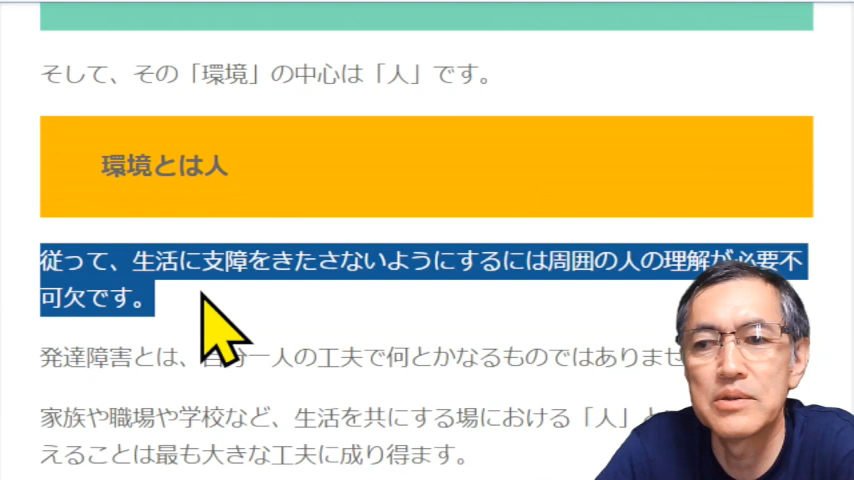 そして、その「環境」の中心は「人」です。
環境とは人
従って、生活に支障をきたさないようにするには周囲の人の理解が必要不
可欠です。
発達障害とは、自分一人の工夫で何とかなるものではありませ
家族や職場や学校など、生活を共にする場における「人」
えることは最も大きな工夫に成り得ます。